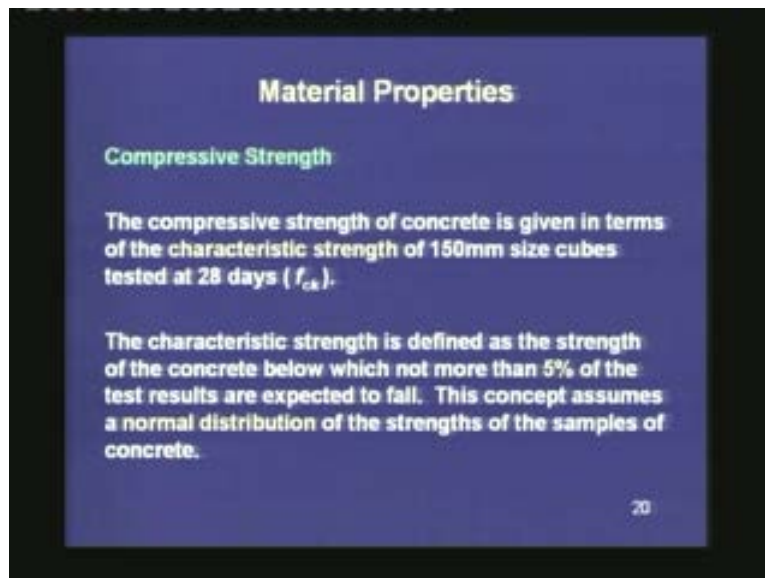 Material Properties
Compressive Strength
The compressive strength of concrete is given in terms
of the characteristic strength of 150mm size cubes
tested at 28 days (fck).
The characteristic strength is defined as the strength
of the concrete below which not more than 5% of the
test results are expected to fall. This concept assumes
a normal distribution of the strengths of the samples of
concrete.
20